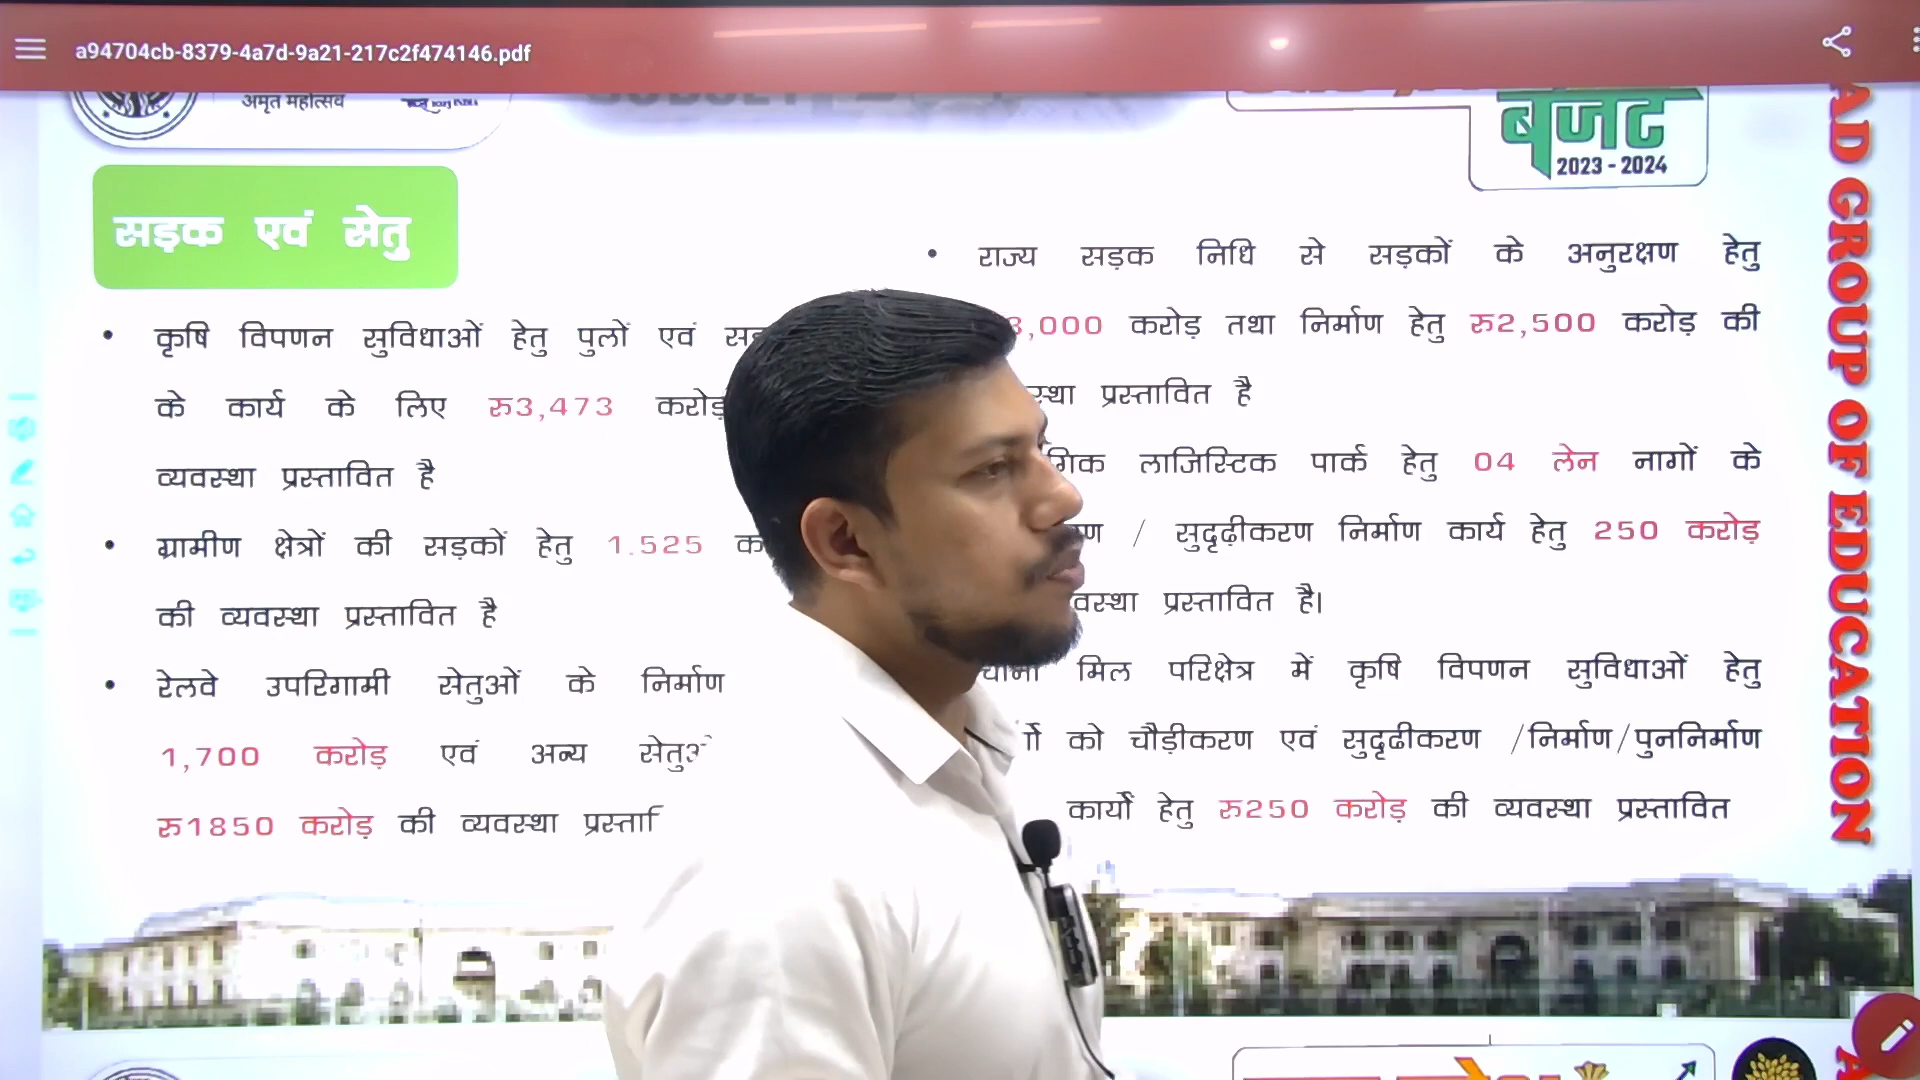 a94704cb-8379-4a7d-9a21-217c2f474146.pdf
अमृत महोत्सव
बजट
2023 - 2024
सड़क एवं सेतु
• कृषि विपणन सुविधाओं हेतु पुलों एवं
के कार्य के लिए रु3,473 करोड़
व्यवस्था प्रस्तावित है
• ग्रामीण क्षेत्रों की सड़कों हेतु 1.525
की व्यवस्था प्रस्तावित है
• रेलवे उपरिगामी सेतुओं के निर्माण
1,700 करोड़ एवं अन्य
रु1850 करोड़ की व्यवस्था
• राज्य सड़क निधि से सड़कों के अनुरक्षण हेतु
3,000 करोड़ तथा निर्माण हेतु रु2,500 करोड़ की
प्रस्तावित है
लाजिस्टिक पार्क हेतु 04 लेन नागों के
/ सुदृढ़ीकरण निर्माण कार्य हेतु 250 करोड़
प्रस्तावित है।
मिल परिक्षेत्र में कृषि विपणन सुविधाओं हेतु
को चौड़ीकरण एवं सुदृढीकरण /निर्माण/पुननिर्माण
कार्यों हेतु रु250 करोड़ की व्यवस्था प्रस्तावित
AD GROUP OF EDUCATION